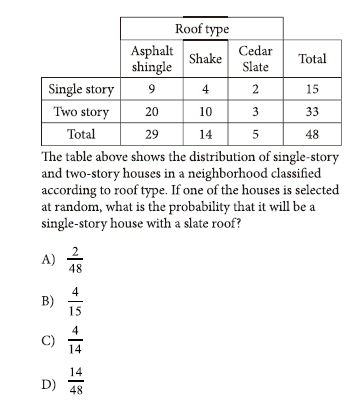 Roof type
Asphalt shingle Shake Cedar Slate Total
Single story 9 4 2 15
Two story 20 10 3 33
Total 29 14 5 48
The table above shows the distribution of single-story
and two-story houses in a neighborhood classified
according to roof type. If one of the houses is selected
at random, what is the probability that it will be a
single-story house with a slate roof?
A) 2/48
B) 4/15
C) 4/14
D) 14/48